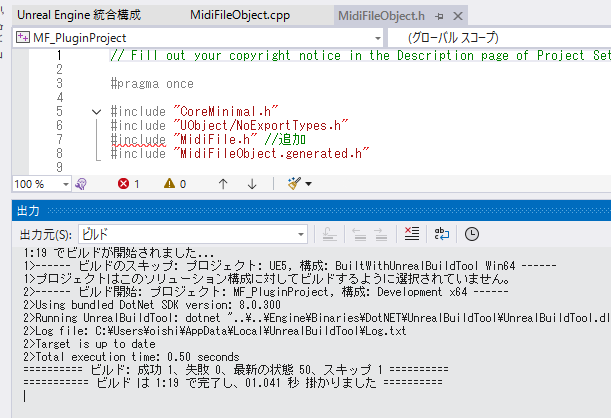 Unreal Engine 統合構成 MidiFileObject.cpp MidiFileObject.h
MF_PluginProject (グローバル スコープ)
1 // Fill out your copyright notice in the Description page of Project Set
2
3 #pragma once
4
5 #include "CoreMinimal.h"
6 #include "UObject/NoExportTypes.h"
7 #include "MidiFile.h" //追加
8 #include "MidiFileObject.generated.h"
100 % 1 0
出力
出力元(S): ビルド
1:19 でビルドが開始されました...
1>------ ビルドのスキップ: プロジェクト: UE5, 構成: BuiltWithUnrealBuildTool Win64 ------
1>プロジェクトはこのソリューション構成に対してビルドするように選択されていません。
2>------ ビルド開始: プロジェクト: MF_PluginProject, 構成: Development x64 ------
2>Using bundled DotNet SDK version: 8.0.300
2>Running UnrealBuildTool: dotnet "..¥..¥Engine¥Binaries¥DotNET¥UnrealBuildTool¥UnrealBuildTool.dl
2>Log file: C:¥Users¥oishi¥AppData¥Local¥UnrealBuildTool¥Log.txt
2>Target is up to date
2>Total execution time: 0.50 seconds
========== ビルド: 成功 1、失敗 0、最新の状態 50、スキップ 1 ==========
=========== ビルド は 1:19 で完了し、01.041 秒 掛かりました ==========